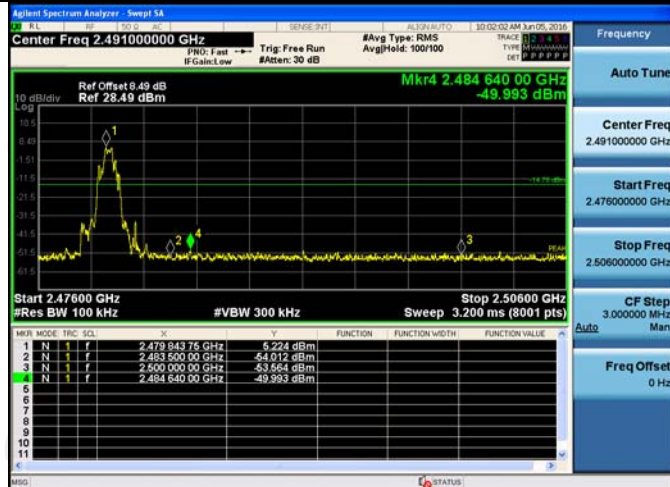 Agilent Spectrum Analyzer - Swept SA
RL RF 50 Ω AC SENSE:INT ALIGN AUTO 10:02:02 AM Jun 05, 2016
Center Freq 2.491000000 GHz
PNO: Fast
IFGain:Low
Trig: Free Run
#Atten: 30 dB
#Avg Type: RMS
Avg|Hold: 100/100
TRACE 1 2 3 4 5 6
TYPE M
DET P P P P P P
Ref Offset 8.49 dB
Ref 28.49 dBm
10 dB/div
Log
Mkr4 2.484 640 00 GHz
-49.993 dBm
18.5
8.49
-1.51
-11.5
-21.5
-31.5
-41.5
-51.5
-61.5
1
2
4
3
PEAK
Start 2.47600 GHz Stop 2.50600 GHz
#Res BW 100 kHz #VBW 300 kHz Sweep 3.200 ms (8001 pts)
MKR MODE TRC SCL X Y FUNCTION FUNCTION WIDTH FUNCTION VALUE
1 N 1 f 2.479 843 75 GHz 5.224 dBm
2 N 1 f 2.483 500 00 GHz -54.012 dBm
3 N 1 f 2.500 000 00 GHz -53.564 dBm
4 N 1 f 2.484 640 00 GHz -49.993 dBm
5
6
7
8
9
10
11
MSG STATUS
Frequency
Auto Tune
Center Freq
2.491000000 GHz
Start Freq
2.476000000 GHz
Stop Freq
2.506000000 GHz
CF Step
3.000000 MHz
Auto Man
Freq Offset
0 Hz